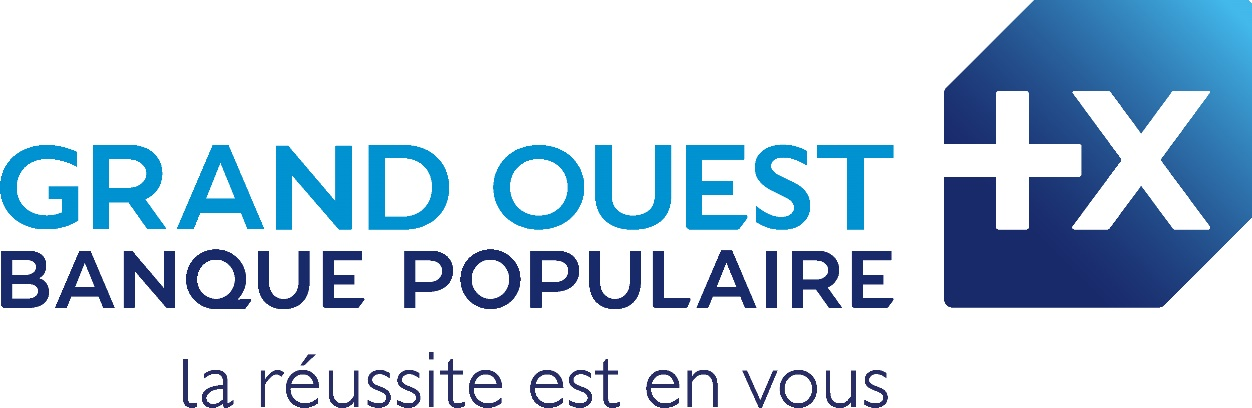 GRAND OUEST
BANQUE POPULAIRE
+X
la réussite est en vous